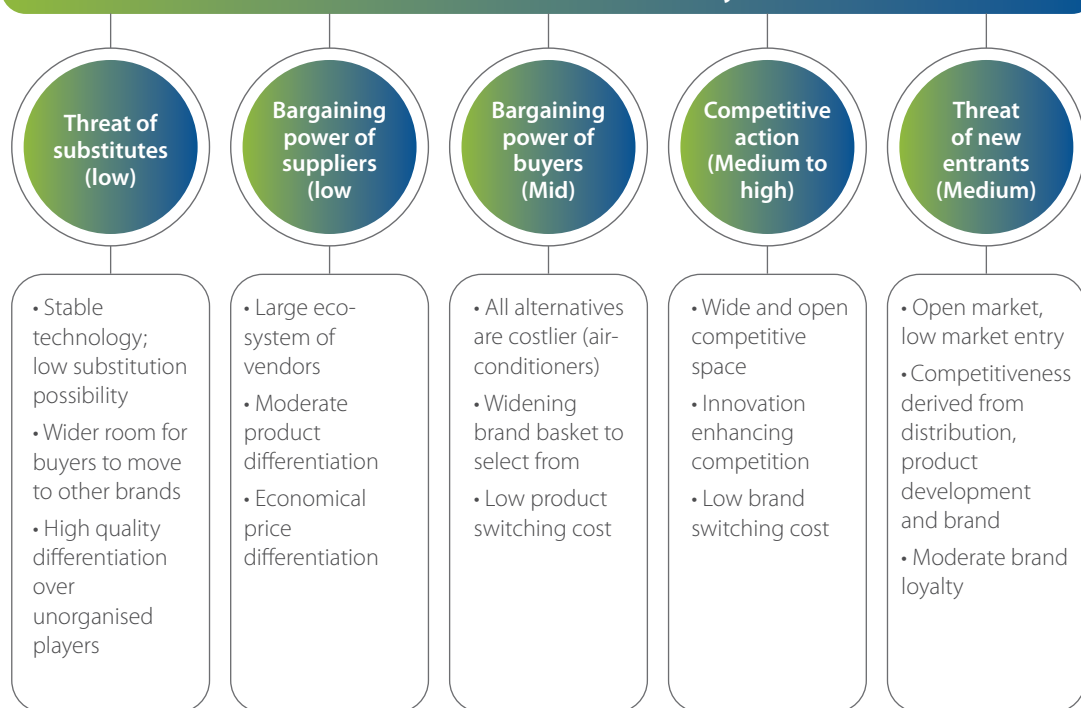 Threat of
substitutes
(low)
Bargaining
power of
suppliers
(low
Bargaining
power of
buyers
(Mid)
Competitive
action
(Medium to
high)
Threat
of new
entrants
(Medium)
• Stable
technology;
low substitution
possibility
• Wider room for
buyers to move
to other brands
• High quality
differentiation
over
unorganised
players
• Large eco-
system of
vendors
• Moderate
product
differentiation
• Economical
price
differentiation
• All alternatives
are costlier (air-
conditioners)
• Widening
brand basket to
select from
• Low product
switching cost
• Wide and open
competitive
space
• Innovation
enhancing
competition
• Low brand
switching cost
• Open market,
low market entry
• Competitiveness
derived from
distribution,
product
development
and brand
• Moderate brand
loyalty